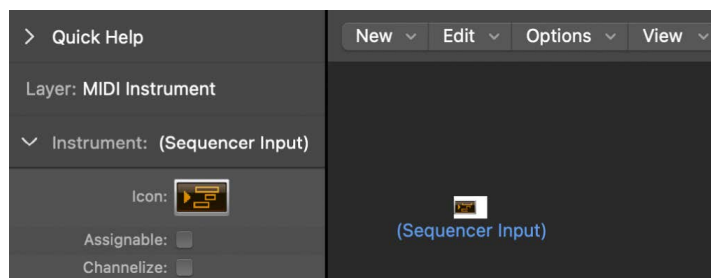 Quick Help
New Edit Options View
Layer: MIDI Instrument
Instrument: (Sequencer Input)
Icon:
(Sequencer Input)
Assignable:
Channelize: